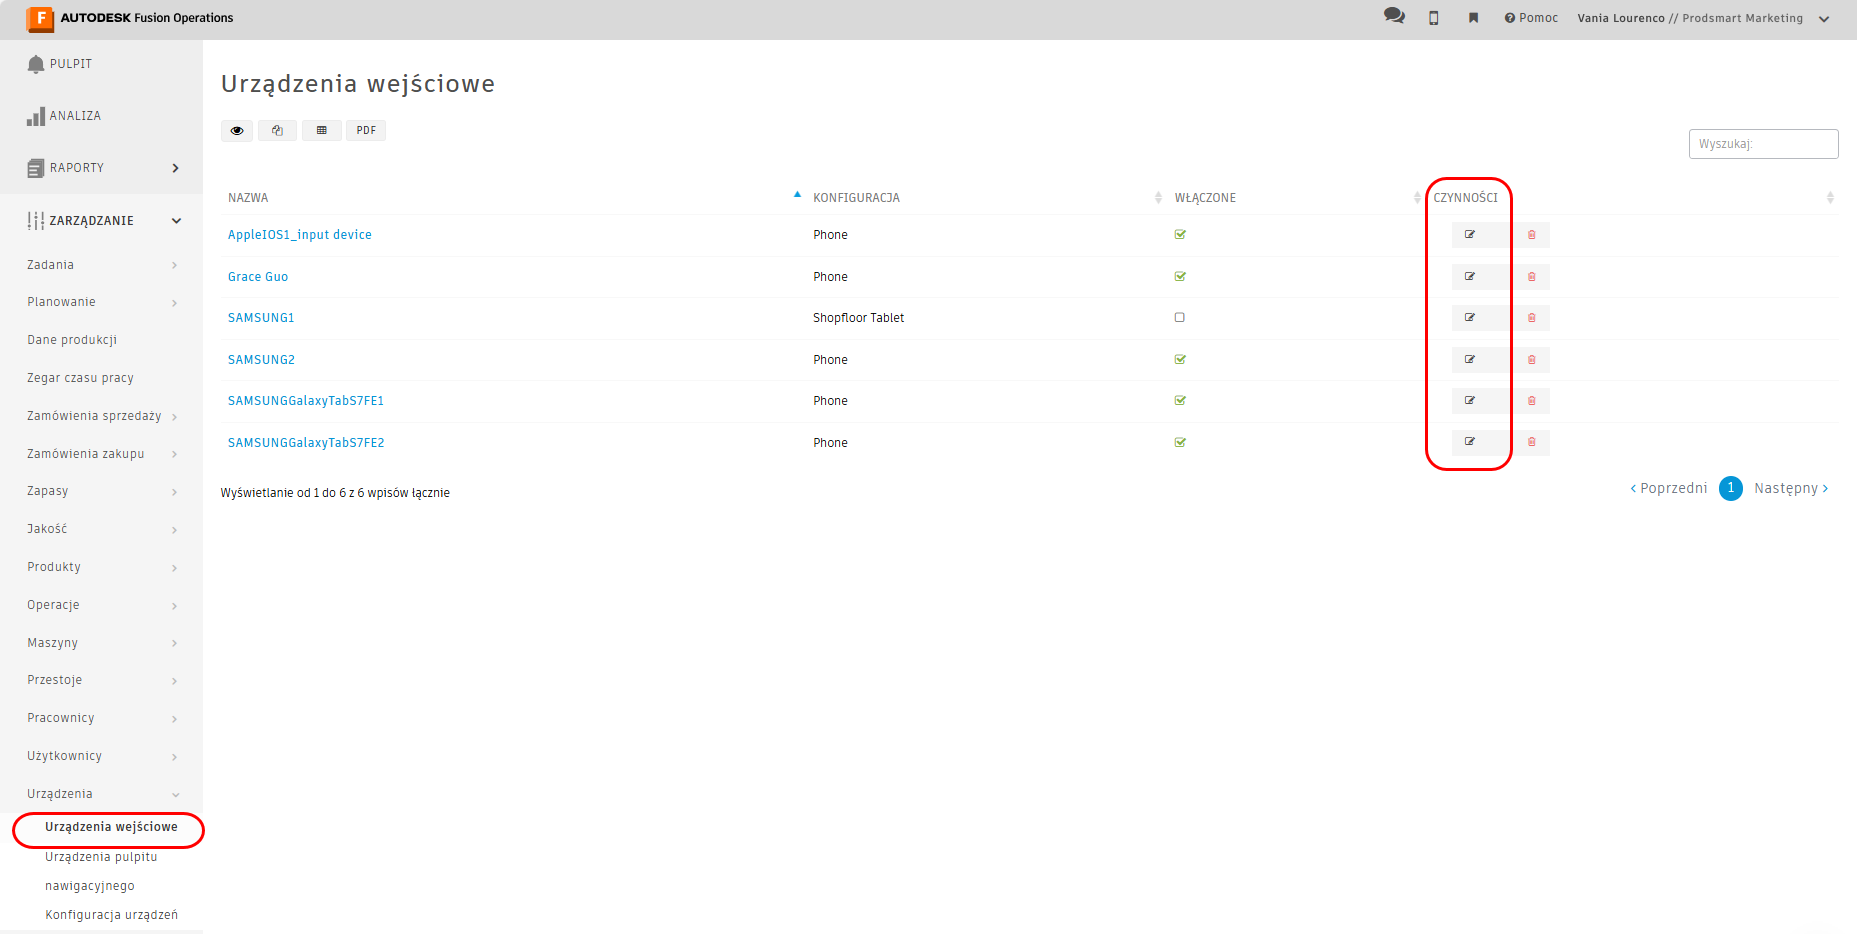 F AUTODESK Fusion Operations
Pomoc
Vania Lourenco // Prodsmart Marketing
PULPIT
ANALIZA
RAPORTY
ZARZĄDZANIE
Zadania
Planowanie
Dane produkcji
Zegar czasu pracy
Zamówienia sprzedaży
Zamówienia zakupu
Zapasy
Jakość
Produkty
Operacje
Maszyny
Przestoje
Pracownicy
Użytkownicy
Urządzenia
Urządzenia wejściowe
Urządzenia pulpitu
nawigacyjnego
Konfiguracja urządzeń
Urządzenia wejściowe
PDF
Wyszukaj:
NAZWA KONFIGURACJA WŁĄCZONE CZYNNOŚCI
AppleIOS1_input device Phone
Grace Guo Phone
SAMSUNG1 Shopfloor Tablet
SAMSUNG2 Phone
SAMSUNGGalaxyTabS7FE1 Phone
SAMSUNGGalaxyTabS7FE2 Phone
Wyświetlanie od 1 do 6 z 6 wpisów łącznie
Poprzedni 1 Następny